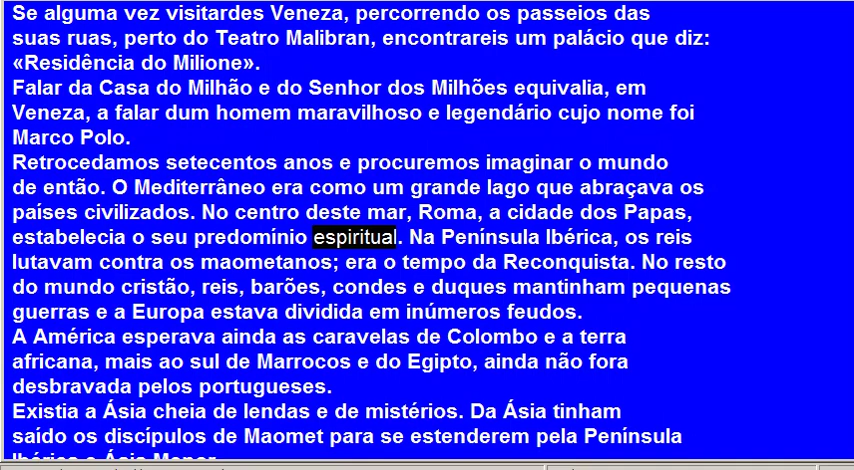 Se alguma vez visitardes Veneza, percorrendo os passeios das
suas ruas, perto do Teatro Malibran, encontrareis um palácio que diz:
«Residência do Milione».
Falar da Casa do Milhão e do Senhor dos Milhões equivalia, em
Veneza, a falar dum homem maravilhoso e legendário cujo nome foi
Marco Polo.
Retrocedamos setecentos anos e procuremos imaginar o mundo
de então. O Mediterrâneo era como um grande lago que abraçava os
países civilizados. No centro deste mar, Roma, a cidade dos Papas,
estabelecia o seu predomínio espiritual. Na Península Ibérica, os reis
lutavam contra os maometanos; era o tempo da Reconquista. No resto
do mundo cristão, reis, barões, condes e duques mantinham pequenas
guerras e a Europa estava dividida em inúmeros feudos.
A América esperava ainda as caravelas de Colombo e a terra
africana, mais ao sul de Marrocos e do Egipto, ainda não fora
desbravada pelos portugueses.
Existia a Ásia cheia de lendas e de mistérios. Da Ásia tinham
saído os discípulos de Maomet para se estenderem pela Península
Ibérica e Ásia Menor